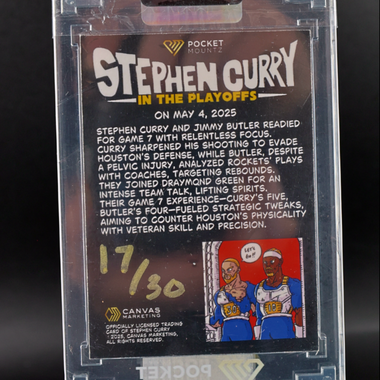 POCKET
MOUNTZ
STEPHEN CURRY
IN THE PLAYOFFS
ON MAY 4, 2025
STEPHEN CURRY AND JIMMY BUTLER READIED
FOR GAME 7 WITH RELENTLESS FOCUS.
CURRY SHARPENED HIS SHOOTING TO EVADE
HOUSTON'S DEFENSE, WHILE BUTLER, DESPITE
A PELVIC INJURY, ANALYZED ROCKETS' PLAYS
WITH COACHES, TARGETING REBOUNDS.
THEY JOINED DRAYMOND GREEN FOR AN
INTENSE TEAM TALK, LIFTING SPIRITS.
THEIR GAME 7 EXPERIENCE—CURRY'S FIVE,
BUTLER'S FOUR—FUELED STRATEGIC TWEAKS,
AIMING TO COUNTER HOUSTON'S PHYSICALITY
WITH VETERAN SKILL AND PRECISION.
17/30
LET'S
GO!!
CANVAS
MARKETING
OFFICIALLY LICENSED TRADING
CARD OF STEPHEN CURRY
2025, CANVAS MARKETING,
ALL RIGHTS RESERVED.
POCKET